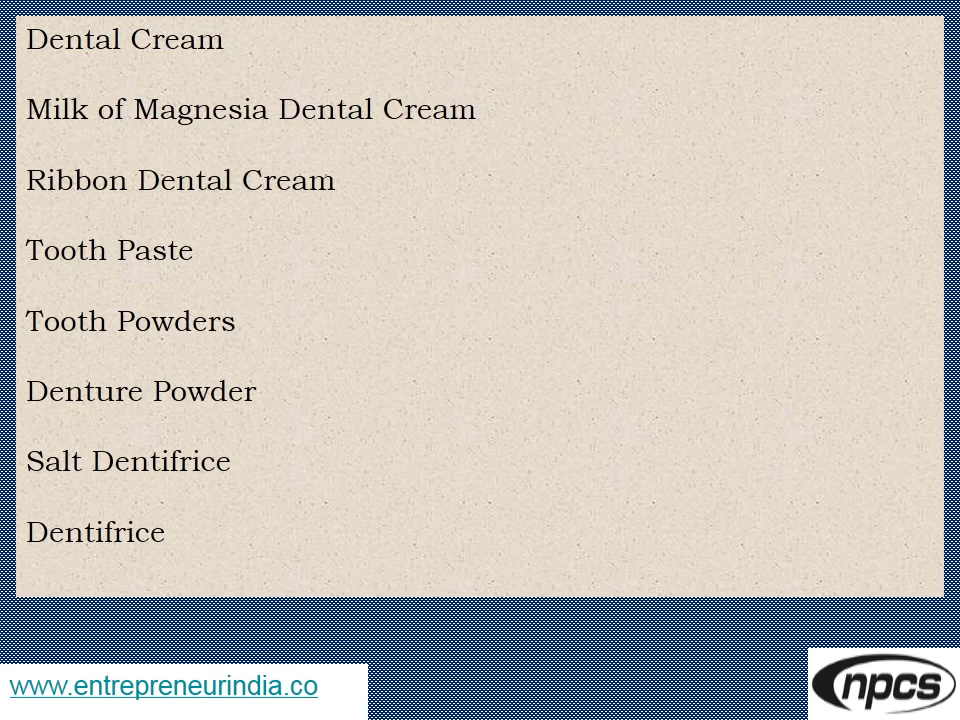 Dental Cream
Milk of Magnesia Dental Cream
Ribbon Dental Cream
Tooth Paste
Tooth Powders
Denture Powder
Salt Dentifrice
Dentifrice
www.entrepreneurindia.co
npcs